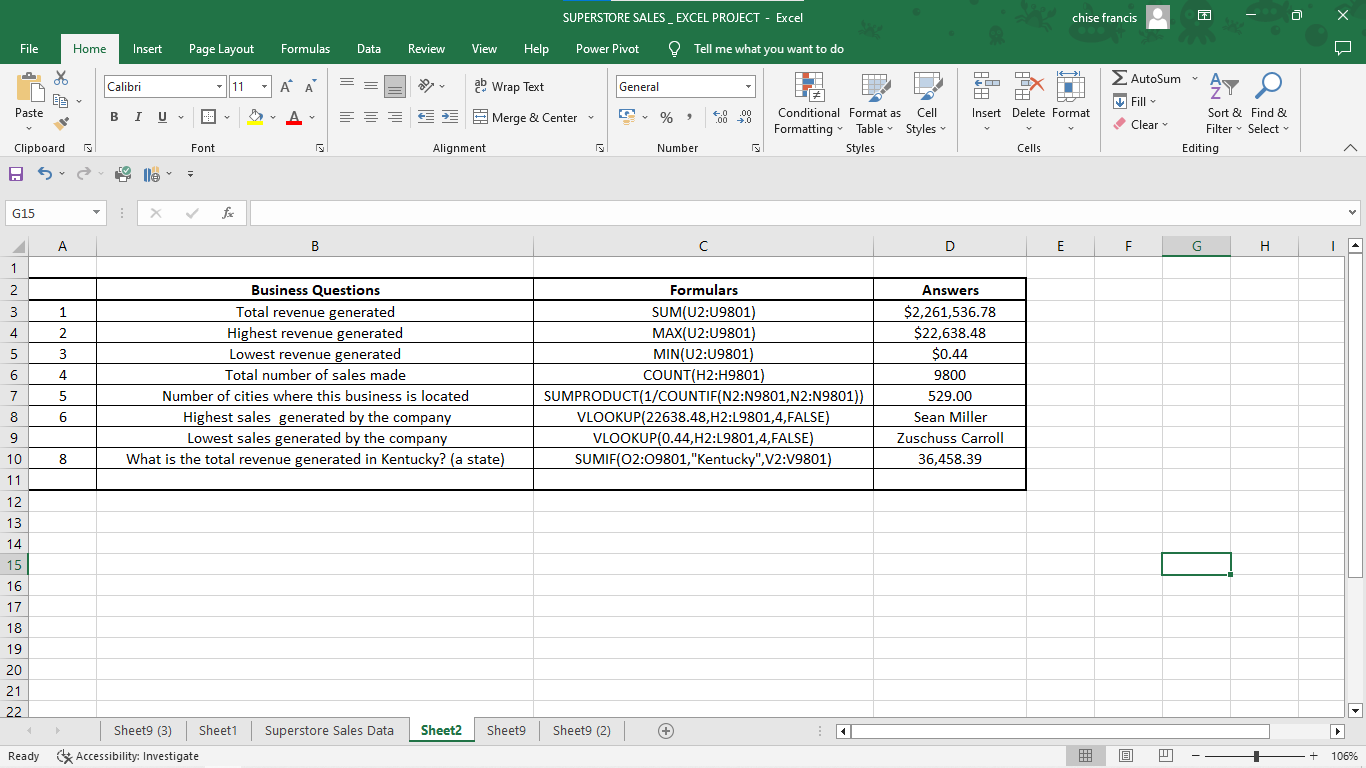 SUPERSTORE SALES _ EXCEL PROJECT - Excel
chise francis
File Home Insert Page Layout Formulas Data Review View Help Power Pivot Tell me what you want to do
Calibri 11 ab Wrap Text General AutoSum
Paste Conditional Format as Cell Insert Delete Format Fill Sort & Find &
B I U Merge & Center % Formatting Table Styles Clear Filter Select
Clipboard Font Alignment Number Styles Cells Editing
G15 fx
A B C D E F G H I
1
2 Business Questions Formulars Answers
3 1 Total revenue generated SUM(U2:U9801) $2,261,536.78
4 2 Highest revenue generated MAX(U2:U9801) $22,638.48
5 3 Lowest revenue generated MIN(U2:U9801) $0.44
6 4 Total number of sales made COUNT(H2:H9801) 9800
7 5 Number of cities where this business is located SUMPRODUCT(1/COUNTIF(N2:N9801,N2:N9801)) 529.00
8 6 Highest sales generated by the company VLOOKUP(22638.48,H2:L9801,4,FALSE) Sean Miller
9 Lowest sales generated by the company VLOOKUP(0.44,H2:L9801,4,FALSE) Zuschuss Carroll
10 8 What is the total revenue generated in Kentucky? (a state) SUMIF(O2:O9801,"Kentucky",V2:V9801) 36,458.39
11
12
13
14
15
16
17
18
19
20
21
22
Sheet9 (3) Sheet1 Superstore Sales Data Sheet2 Sheet9 Sheet9 (2)
Ready Accessibility: Investigate 106%